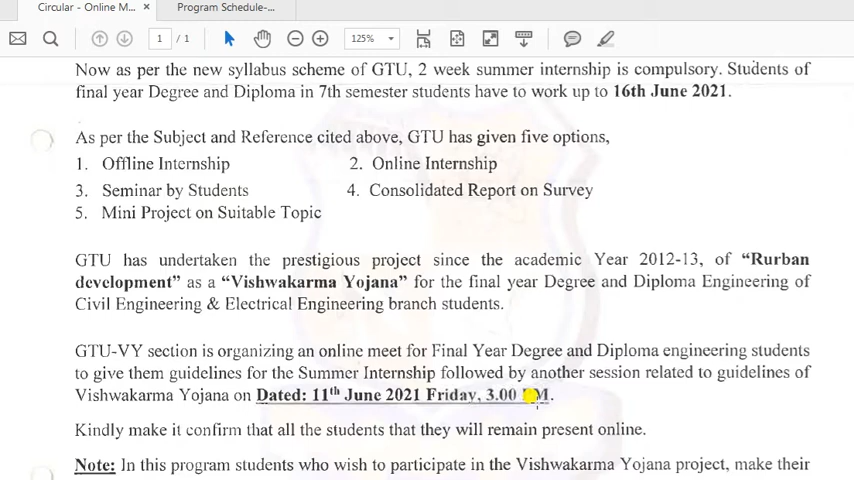 Circular - Online M... × Program Schedule-...
1 / 1 125%
Now as per the new syllabus scheme of GTU, 2 week summer internship is compulsory. Students of
final year Degree and Diploma in 7th semester students have to work up to 16th June 2021.
As per the Subject and Reference cited above, GTU has given five options,
1. Offline Internship 2. Online Internship
3. Seminar by Students 4. Consolidated Report on Survey
5. Mini Project on Suitable Topic
GTU has undertaken the prestigious project since the academic Year 2012-13, of “Rurban
development” as a “Vishwakarma Yojana” for the final year Degree and Diploma Engineering of
Civil Engineering & Electrical Engineering branch students.
GTU-VY section is organizing an online meet for Final Year Degree and Diploma engineering students
to give them guidelines for the Summer Internship followed by another session related to guidelines of
Vishwakarma Yojana on Dated: 11th June 2021 Friday, 3.00 PM.
Kindly make it confirm that all the students that they will remain present online.
Note: In this program students who wish to participate in the Vishwakarma Yojana project, make their